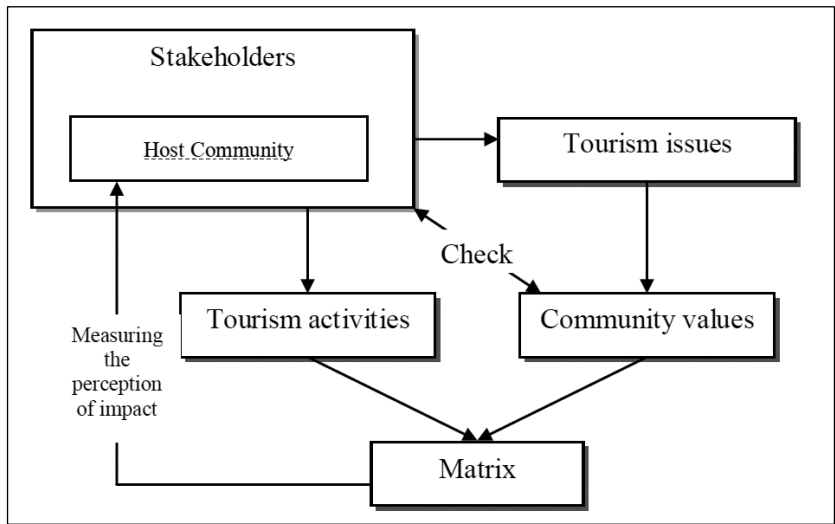 Stakeholders
Host Community
Tourism issues
Check
Tourism activities
Community values
Measuring
the
perception
of impact
Matrix